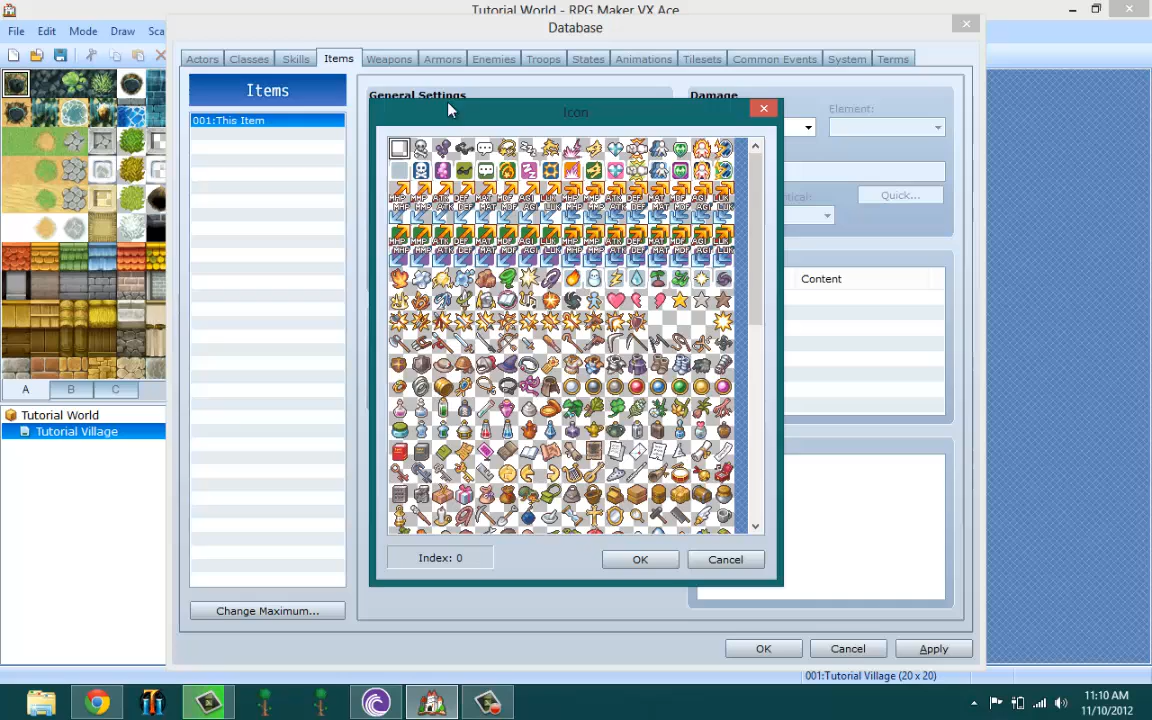 Tutorial World - RPG Maker VX Ace
File Edit Mode Draw Sca
Database
Actors Classes Skills Items Weapons Armors Enemies Troops States Animations Tilesets Common Events System Terms
Items
General Settings
Damage
Icon
Element:
001:This Item
Quick...
Content
A B C
Tutorial World
Tutorial Village
Index: 0
OK Cancel
Change Maximum...
OK Cancel Apply
001:Tutorial Village (20 x 20)
11:10 AM
11/10/2012